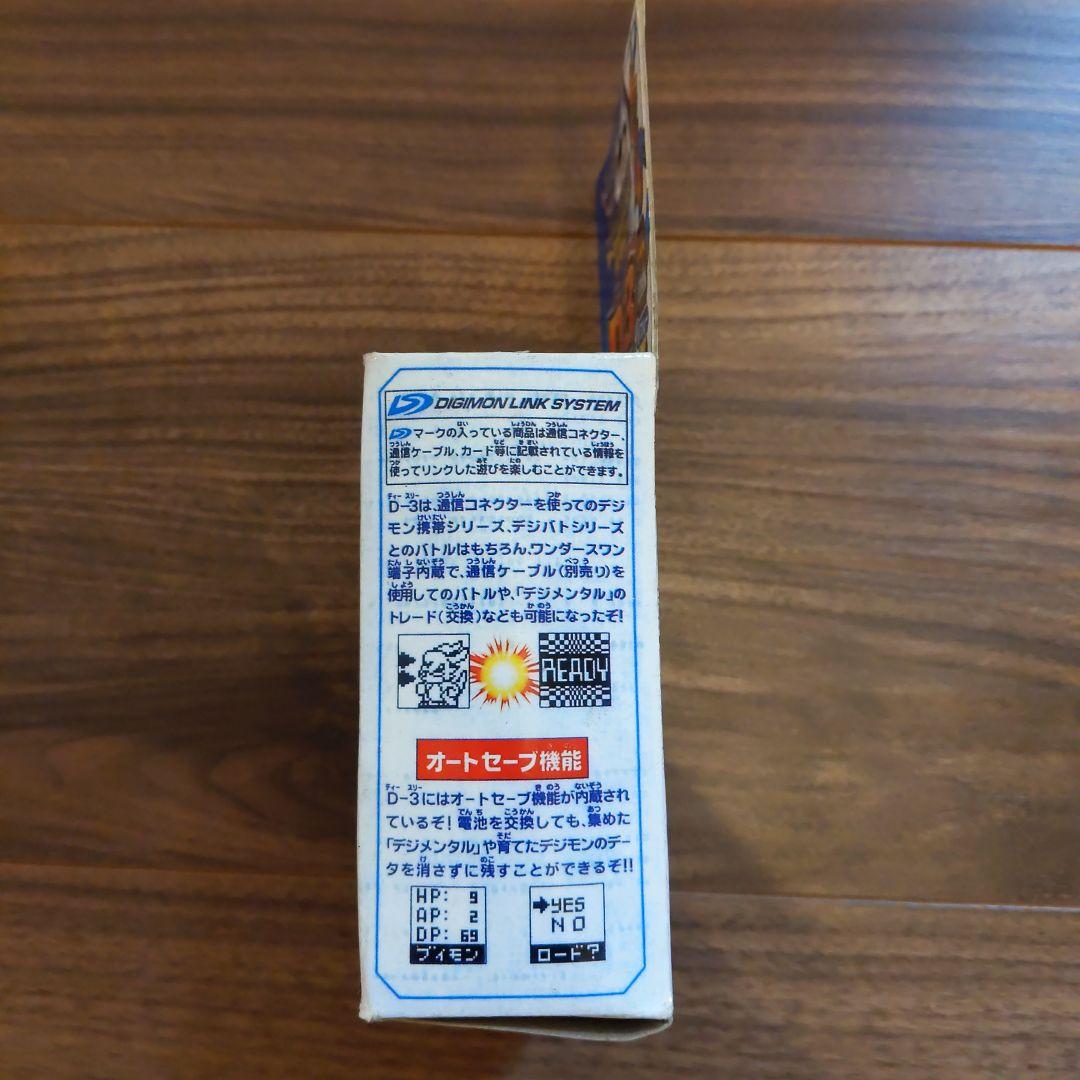 DIGIMON LINK SYSTEM
マークの入っている商品は通信コネクター、
通信ケーブル、カード等に記載されている情報を
使ってリンクした遊びを楽しむことができます。
D-3は、通信コネクターを使ってのデジ
モン携帯シリーズ、デジバトシリーズ
とのバトルはもちろん、ワンダースワン
端子内蔵で、通信ケーブル(別売り)を
使用してのバトルや、「デジメンタル」の
トレード(交換)なども可能になったぞ!
READY
オートセーブ機能
D-3にはオートセーブ機能が内蔵され
ているぞ! 電池を交換しても、集めた
「デジメンタル」や育てたデジモンのデー
タを消さずに残すことができるぞ!!
HP: 9
AP: 2
DP: 69
ブイモン
→YES
NO
ロード?